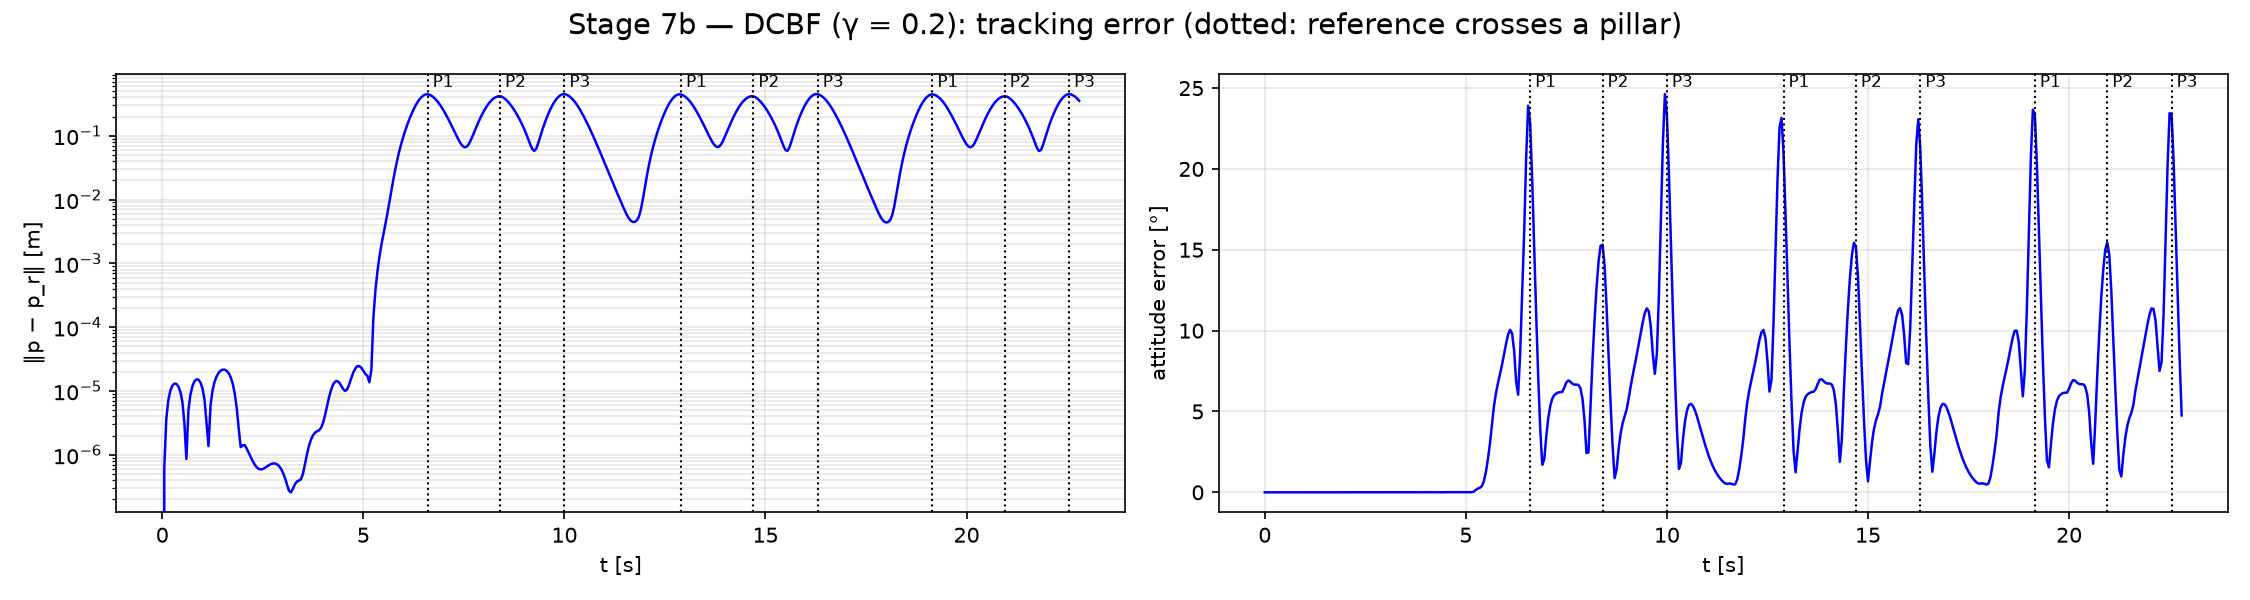 Stage 7b — DCBF (γ = 0.2): tracking error (dotted: reference crosses a pillar)
P1 P2 P3 P1 P2 P3 P1 P2 P3
10⁻¹
10⁻²
10⁻³
10⁻⁴
10⁻⁵
10⁻⁶
‖p − p_r‖ [m]
0 5 10 15 20
t [s]
P1 P2 P3 P1 P2 P3 P1 P2 P3
25
20
15
10
5
0
attitude error [°]
0 5 10 15 20
t [s]